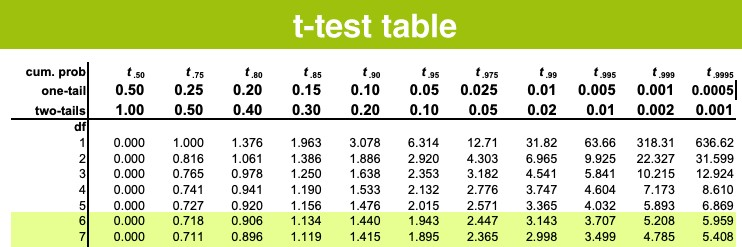 t-test table
cum. prob t .50 t .75 t .80 t .85 t .90 t .95 t .975 t .99 t .995 t .999 t .9995
one-tail 0.50 0.25 0.20 0.15 0.10 0.05 0.025 0.01 0.005 0.001 0.0005
two-tails 1.00 0.50 0.40 0.30 0.20 0.10 0.05 0.02 0.01 0.002 0.001
df
1 0.000 1.000 1.376 1.963 3.078 6.314 12.71 31.82 63.66 318.31 636.62
2 0.000 0.816 1.061 1.386 1.886 2.920 4.303 6.965 9.925 22.327 31.599
3 0.000 0.765 0.978 1.250 1.638 2.353 3.182 4.541 5.841 10.215 12.924
4 0.000 0.741 0.941 1.190 1.533 2.132 2.776 3.747 4.604 7.173 8.610
5 0.000 0.727 0.920 1.156 1.476 2.015 2.571 3.365 4.032 5.893 6.869
6 0.000 0.718 0.906 1.134 1.440 1.943 2.447 3.143 3.707 5.208 5.959
7 0.000 0.711 0.896 1.119 1.415 1.895 2.365 2.998 3.499 4.785 5.408